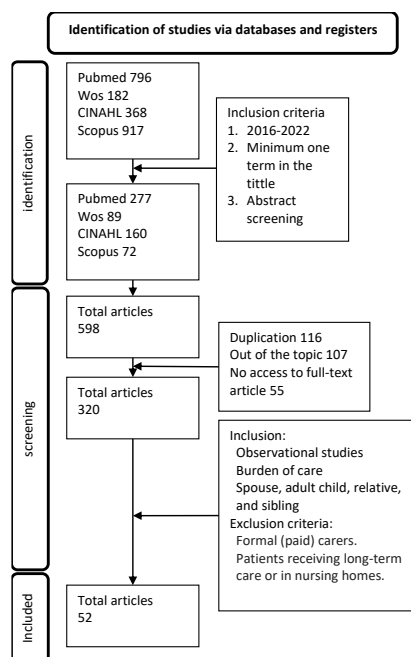 Identification of studies via databases and registers
identification
Pubmed 796
Wos 182
CINAHL 368
Scopus 917
Inclusion criteria
1. 2016-2022
2. Minimum one
term in the
tittle
3. Abstract
screening
Pubmed 277
Wos 89
CINAHL 160
Scopus 72
screening
Total articles
598
Duplication 116
Out of the topic 107
No access to full-text
article 55
Total articles
320
Inclusion:
Observational studies
Burden of care
Spouse, adult child, relative,
and sibling
Exclusion criteria:
Formal (paid) carers.
Patients receiving long-term
care or in nursing homes.
Included
Total articles
52